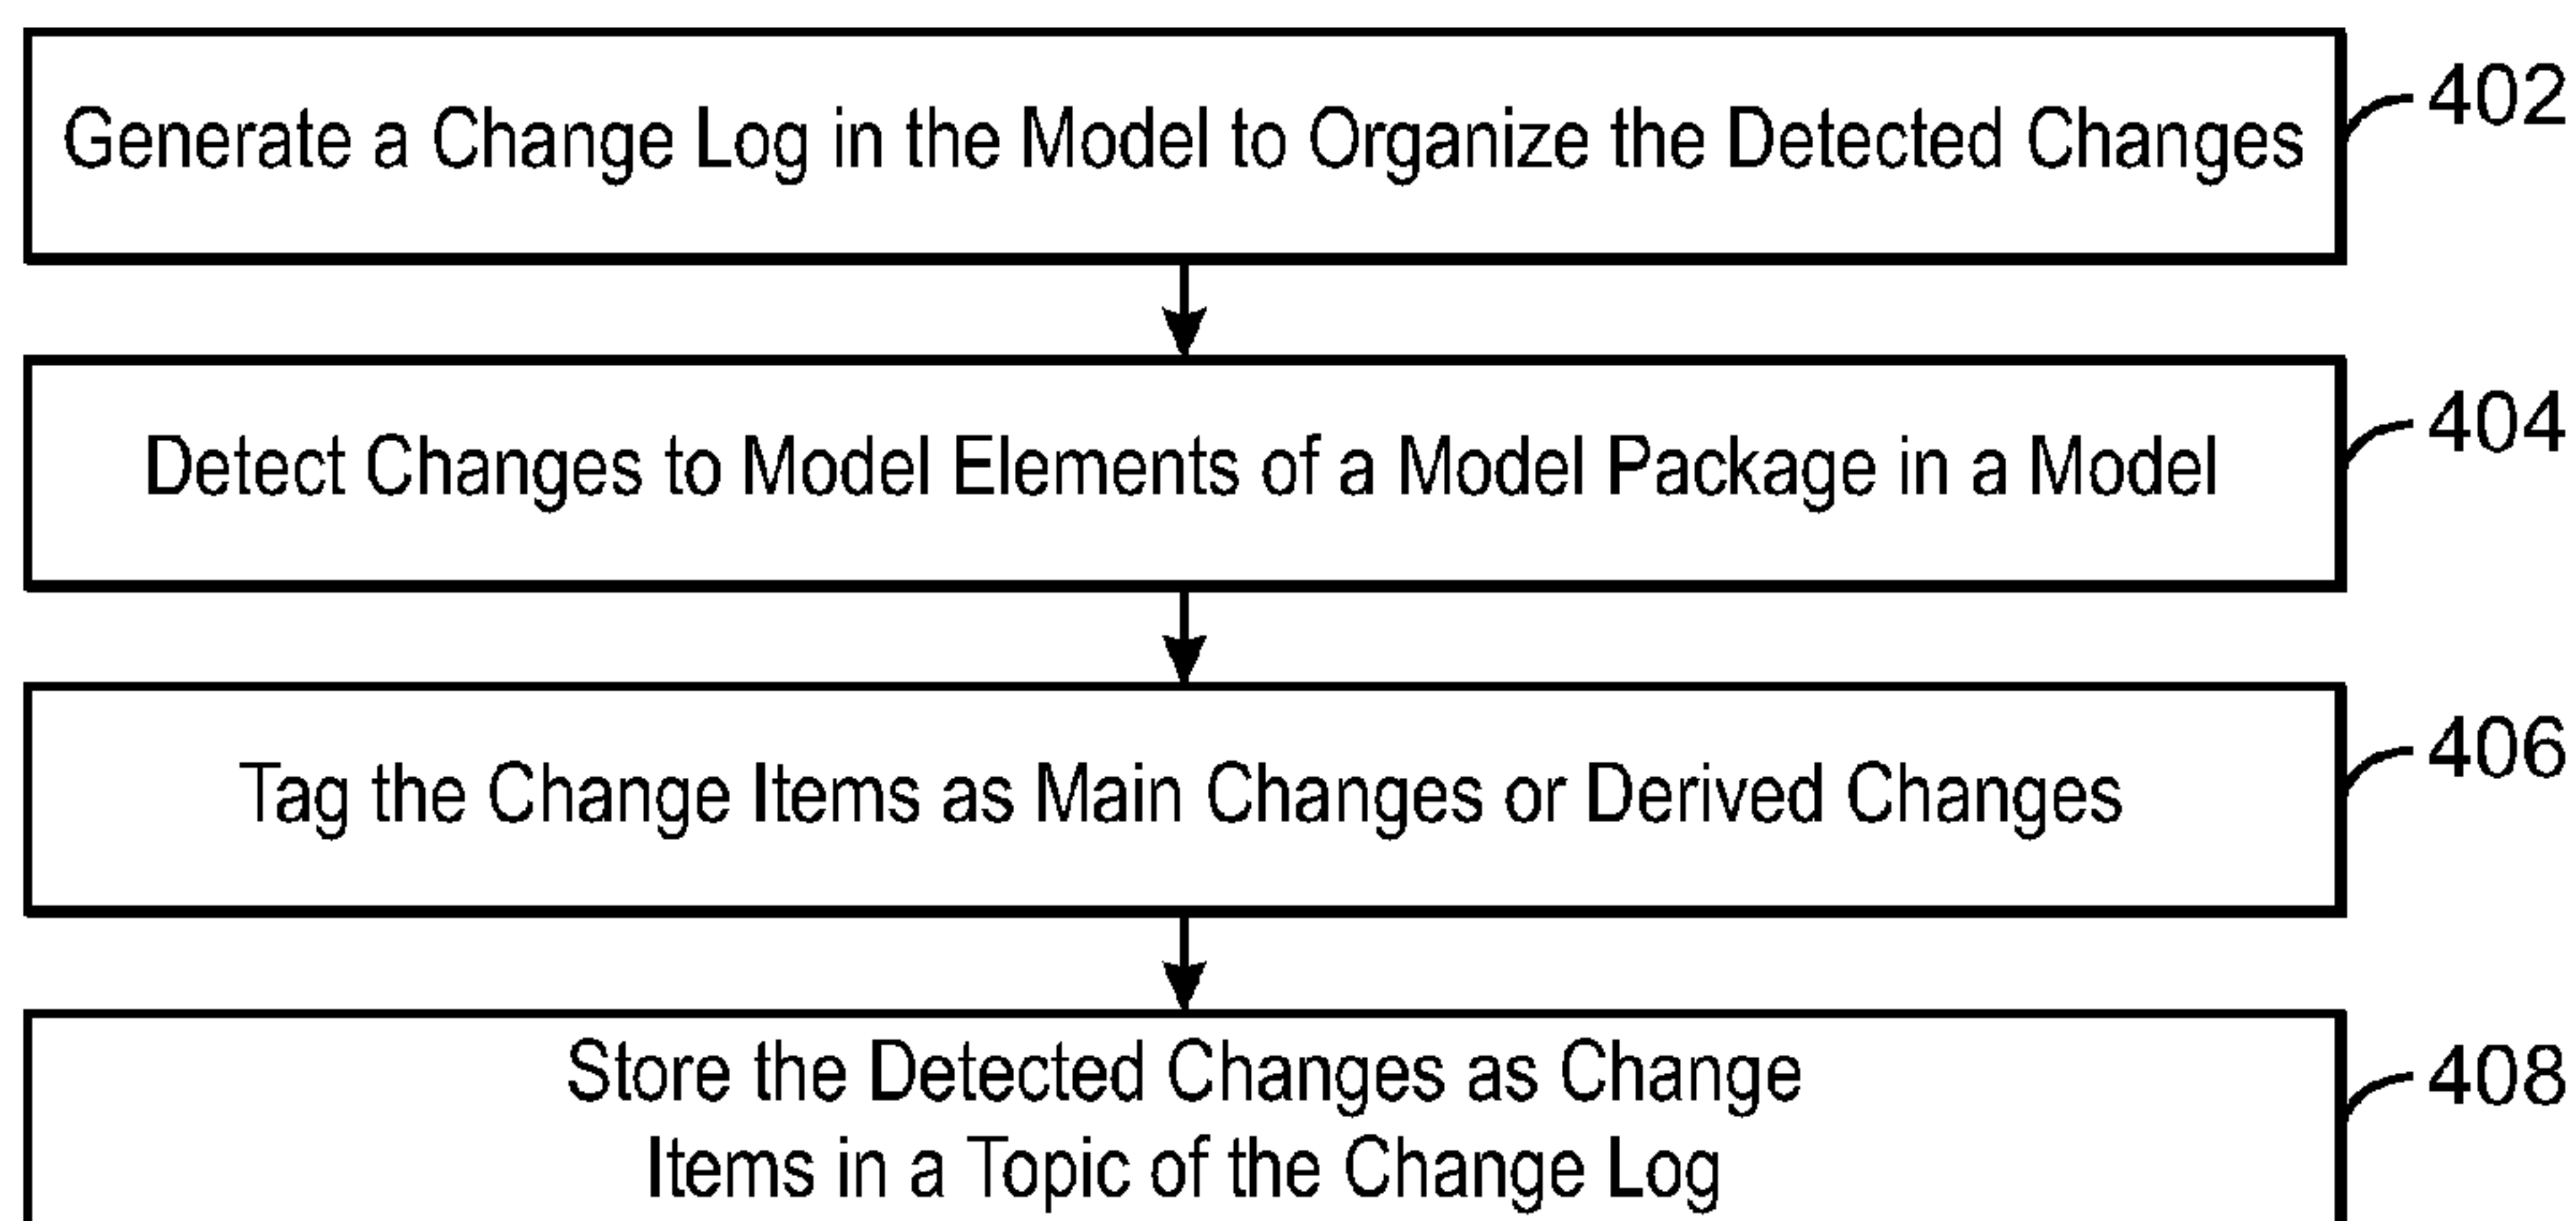 Generate a Change Log in the Model to Organize the Detected Changes
402
Detect Changes to Model Elements of a Model Package in a Model
404
Tag the Change Items as Main Changes or Derived Changes
406
Store the Detected Changes as Change
Items in a Topic of the Change Log
408